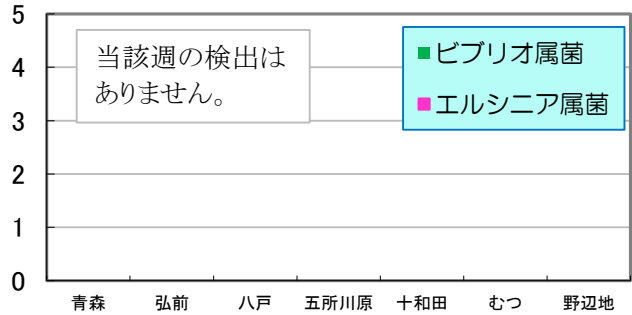 5
4
3
2
1
0
当該週の検出は
ありません。
ビブリオ属菌
エルシニア属菌
青森 弘前 八戸 五所川原 十和田 むつ 野辺地